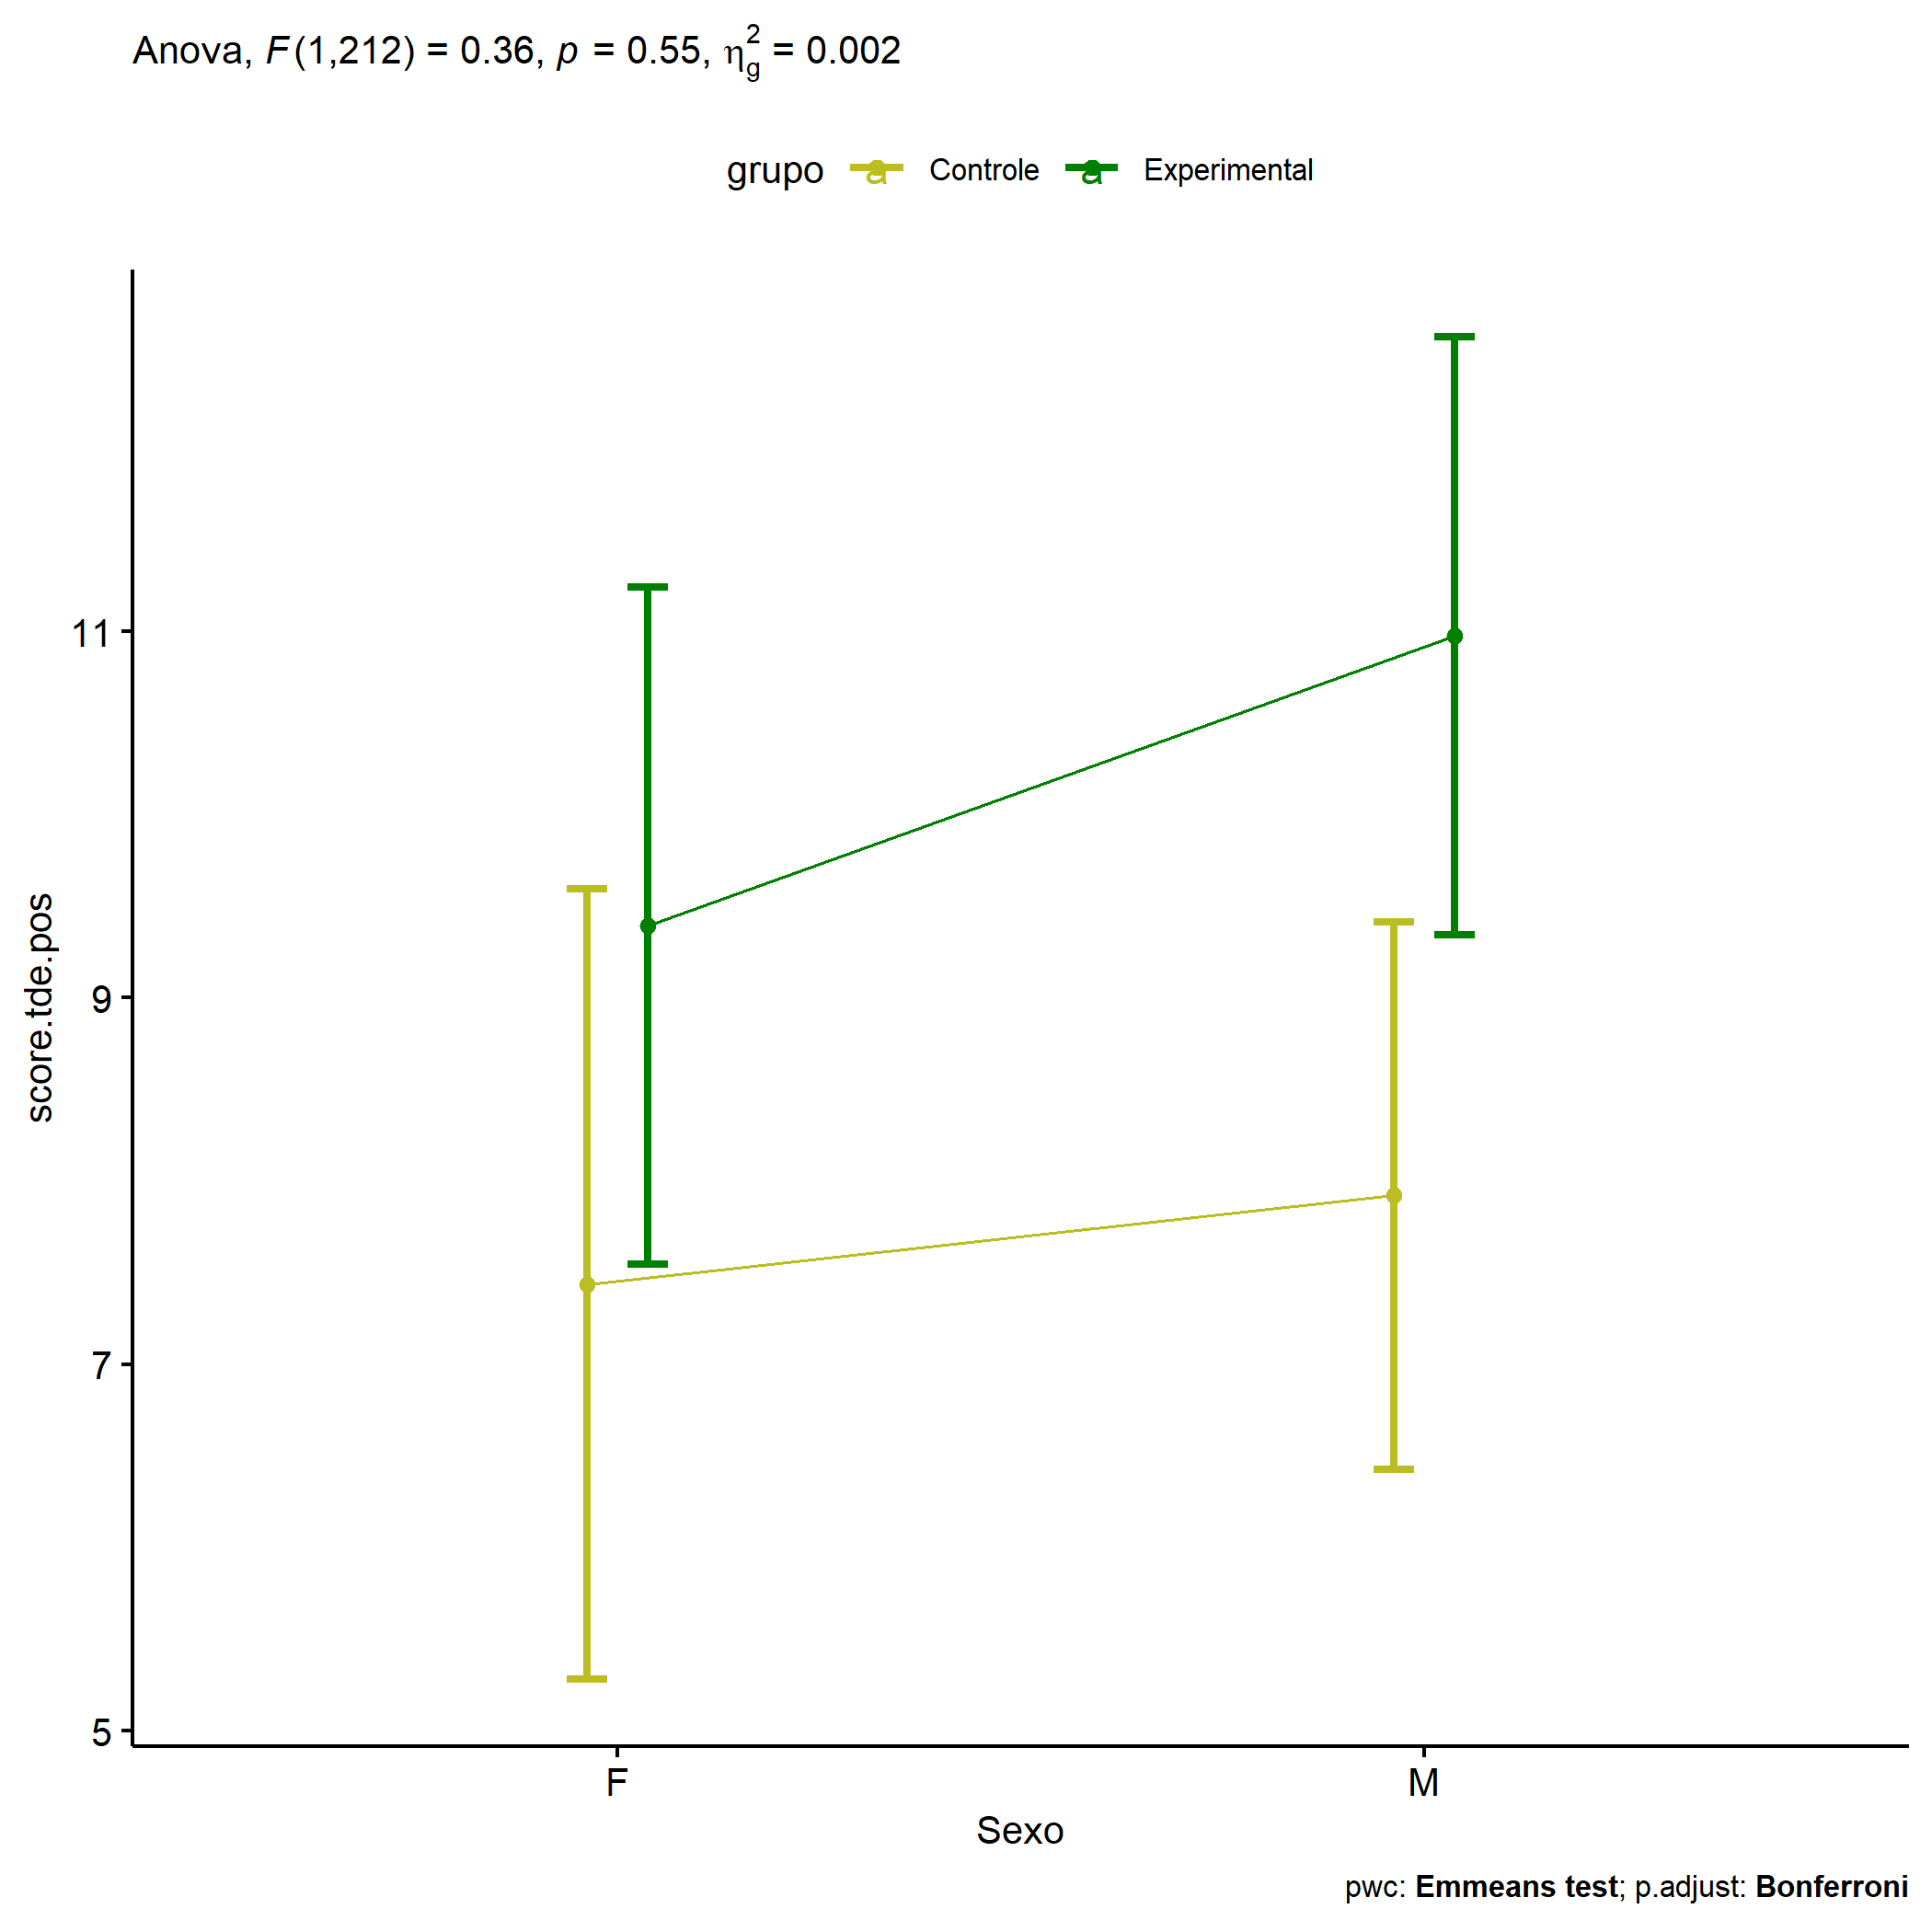 Anova, F(1,212) = 0.36, p = 0.55, η²g = 0.002
grupo a Controle a Experimental
11
9
7
5
score.tde.pos
F M
Sexo
pwc: Emmeans test; p.adjust: Bonferroni